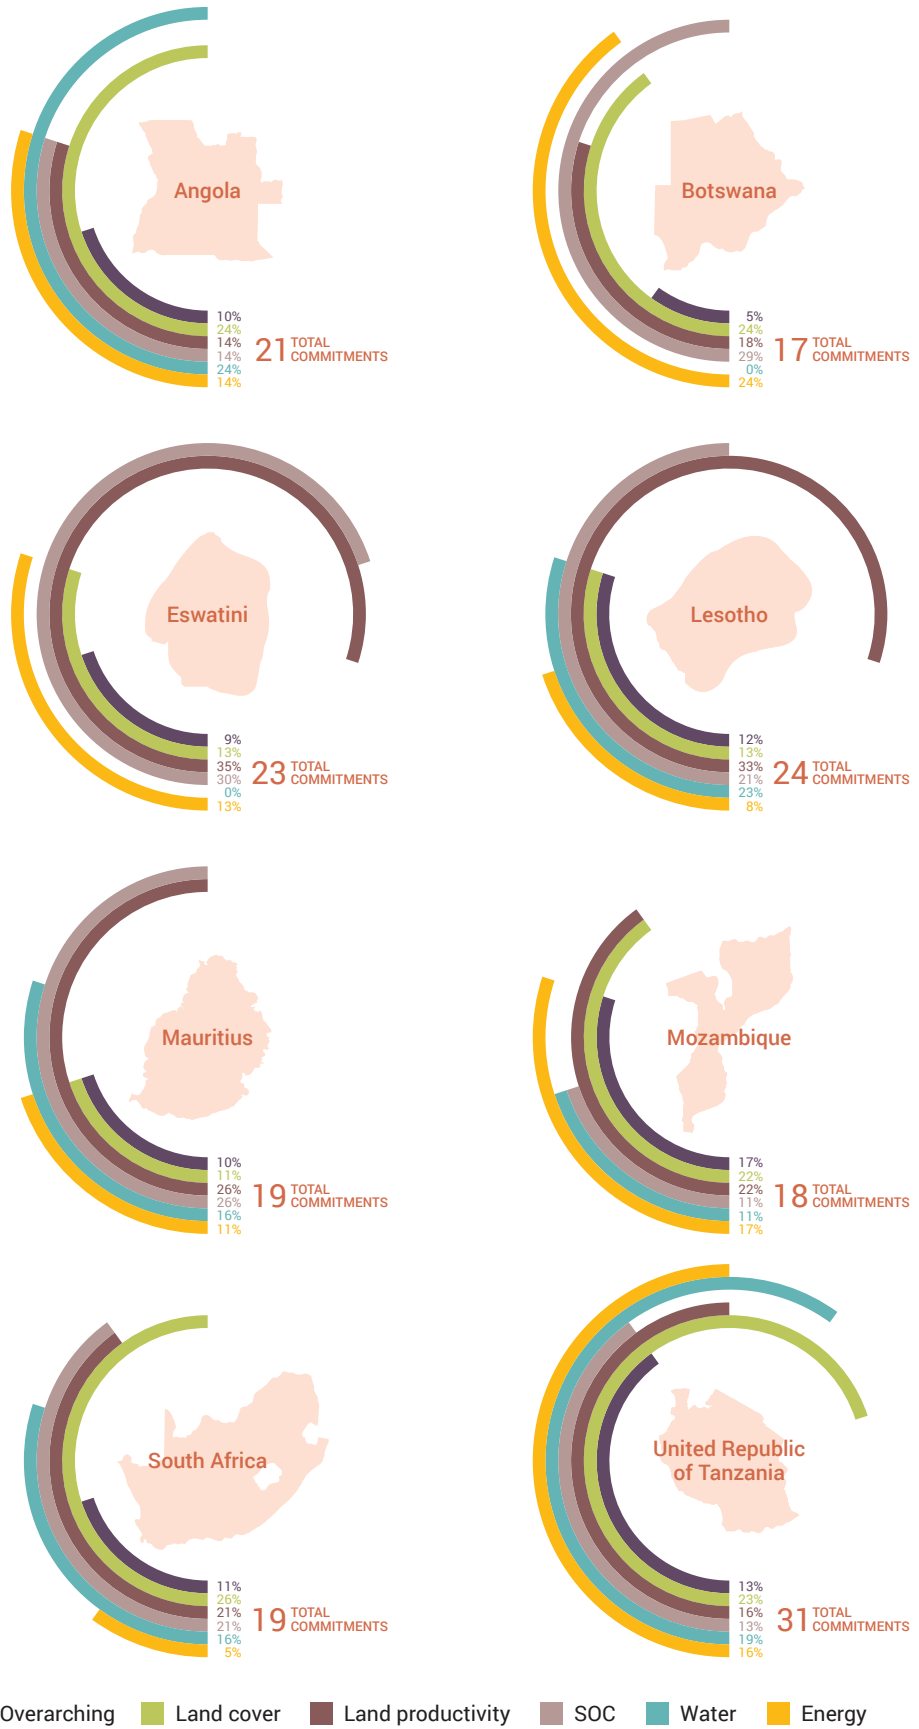 Angola
10%
24%
14%
14%
24%
14%
21 TOTAL
COMMITMENTS
Botswana
5%
24%
18%
29%
0%
24%
17 TOTAL
COMMITMENTS
Eswatini
9%
13%
35%
30%
0%
13%
23 TOTAL
COMMITMENTS
Lesotho
12%
13%
33%
21%
23%
8%
24 TOTAL
COMMITMENTS
Mauritius
10%
11%
26%
26%
16%
11%
19 TOTAL
COMMITMENTS
Mozambique
17%
22%
22%
11%
11%
17%
18 TOTAL
COMMITMENTS
South Africa
11%
26%
21%
21%
16%
5%
19 TOTAL
COMMITMENTS
United Republic
of Tanzania
13%
23%
16%
13%
19%
16%
31 TOTAL
COMMITMENTS
Overarching Land cover Land productivity SOC Water Energy